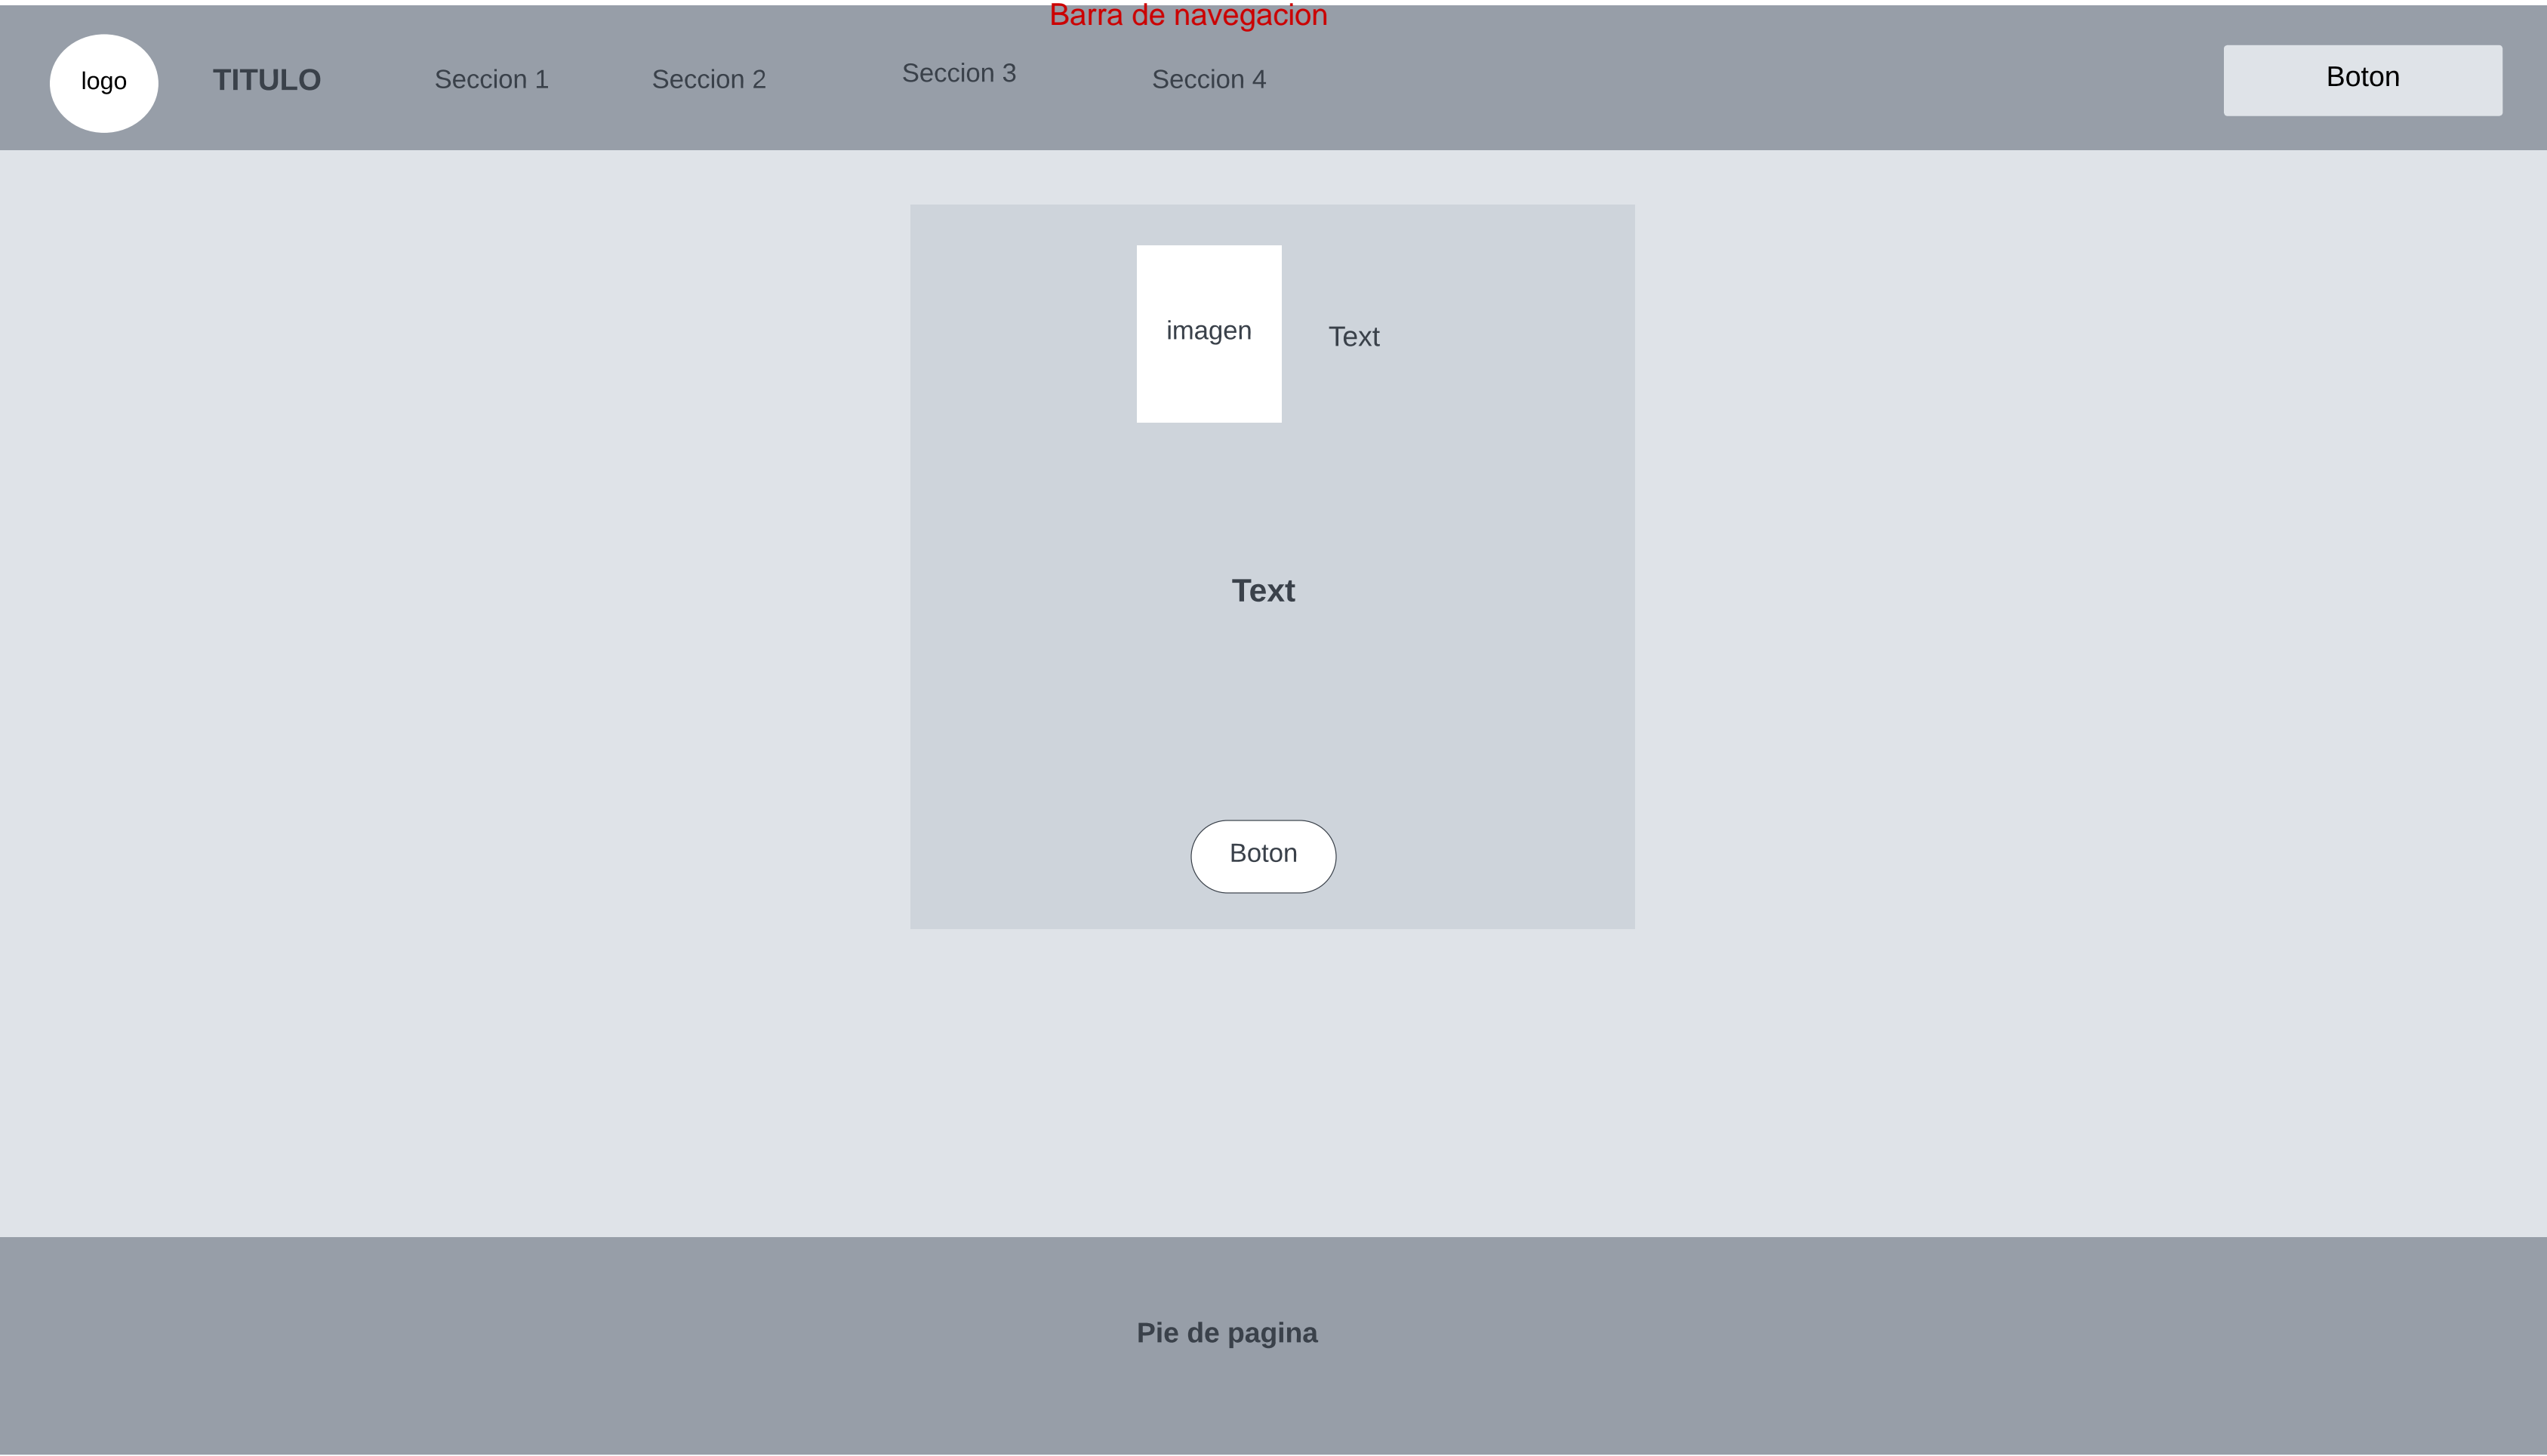 Barra de navegacion
logo
TITULO
Seccion 1
Seccion 2
Seccion 3
Seccion 4
Boton
imagen
Text
Text
Boton
Pie de pagina